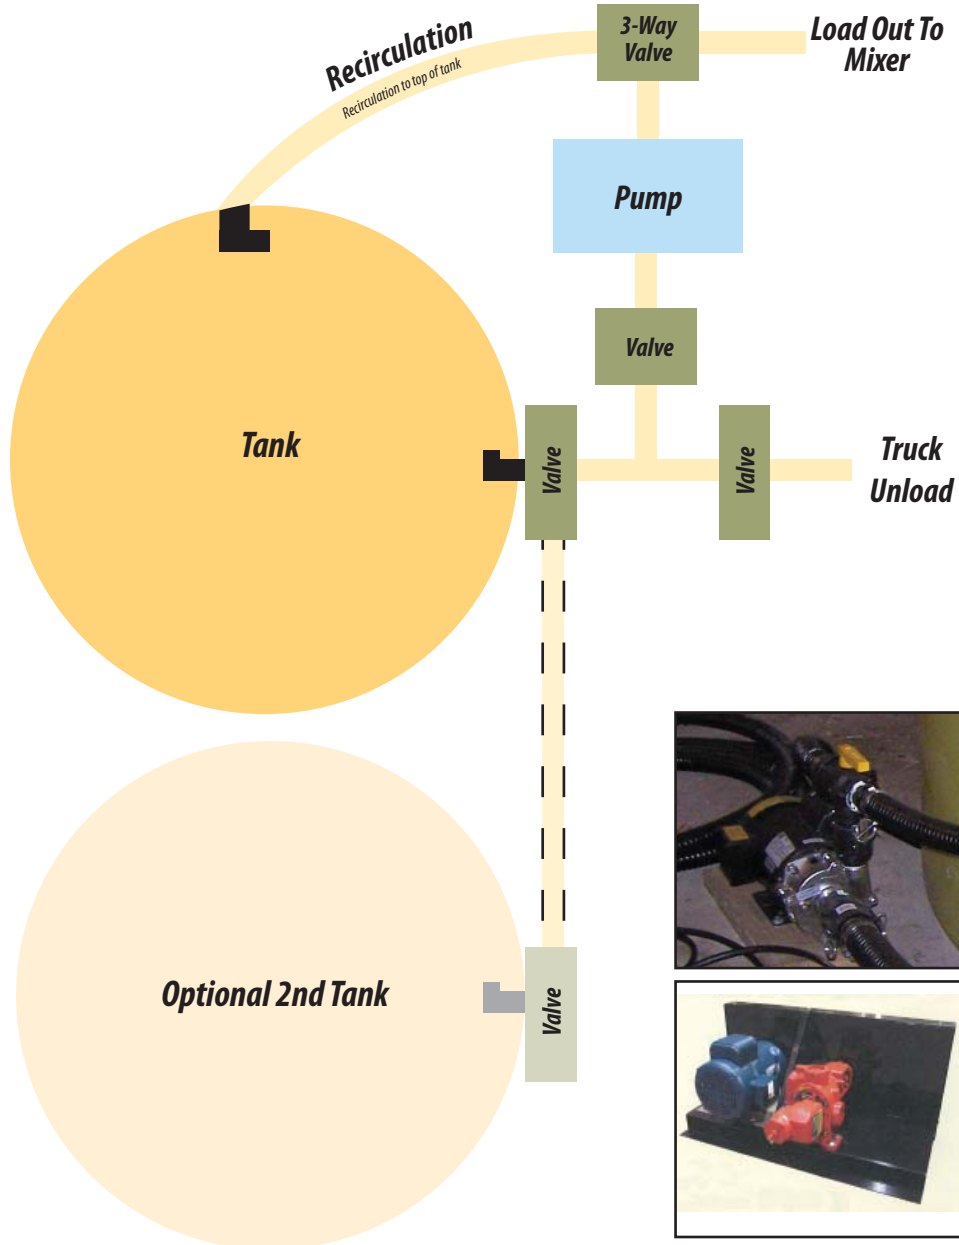 3-Way
Valve
Load Out To
Mixer
Recirculation
Recirculation to top of tank
Pump
Valve
Tank
Valve
Valve
Truck
Unload
Optional 2nd Tank
Valve